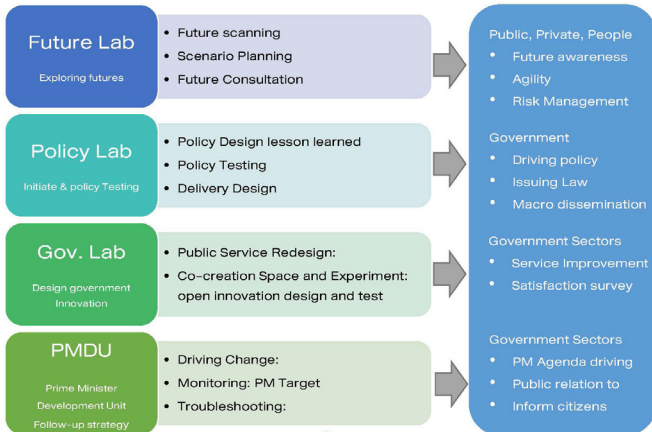 Future Lab
Exploring futures
• Future scanning
• Scenario Planning
• Future Consultation
Public, Private, People
• Future awareness
• Agility
• Risk Management
Policy Lab
Initiate & policy Testing
• Policy Design lesson learned
• Policy Testing
• Delivery Design
Government
• Driving policy
• Issuing Law
• Macro dissemination
Gov. Lab
Design government
Innovation
• Public Service Redesign:
• Co-creation Space and Experiment:
open innovation design and test
Government Sectors
• Service Improvement
• Satisfaction survey
PMDU
Prime Minister
Development Unit
Follow-up strategy
• Driving Change:
• Monitoring: PM Target
• Troubleshooting:
Government Sectors
• PM Agenda driving
• Public relation to
• Inform citizens